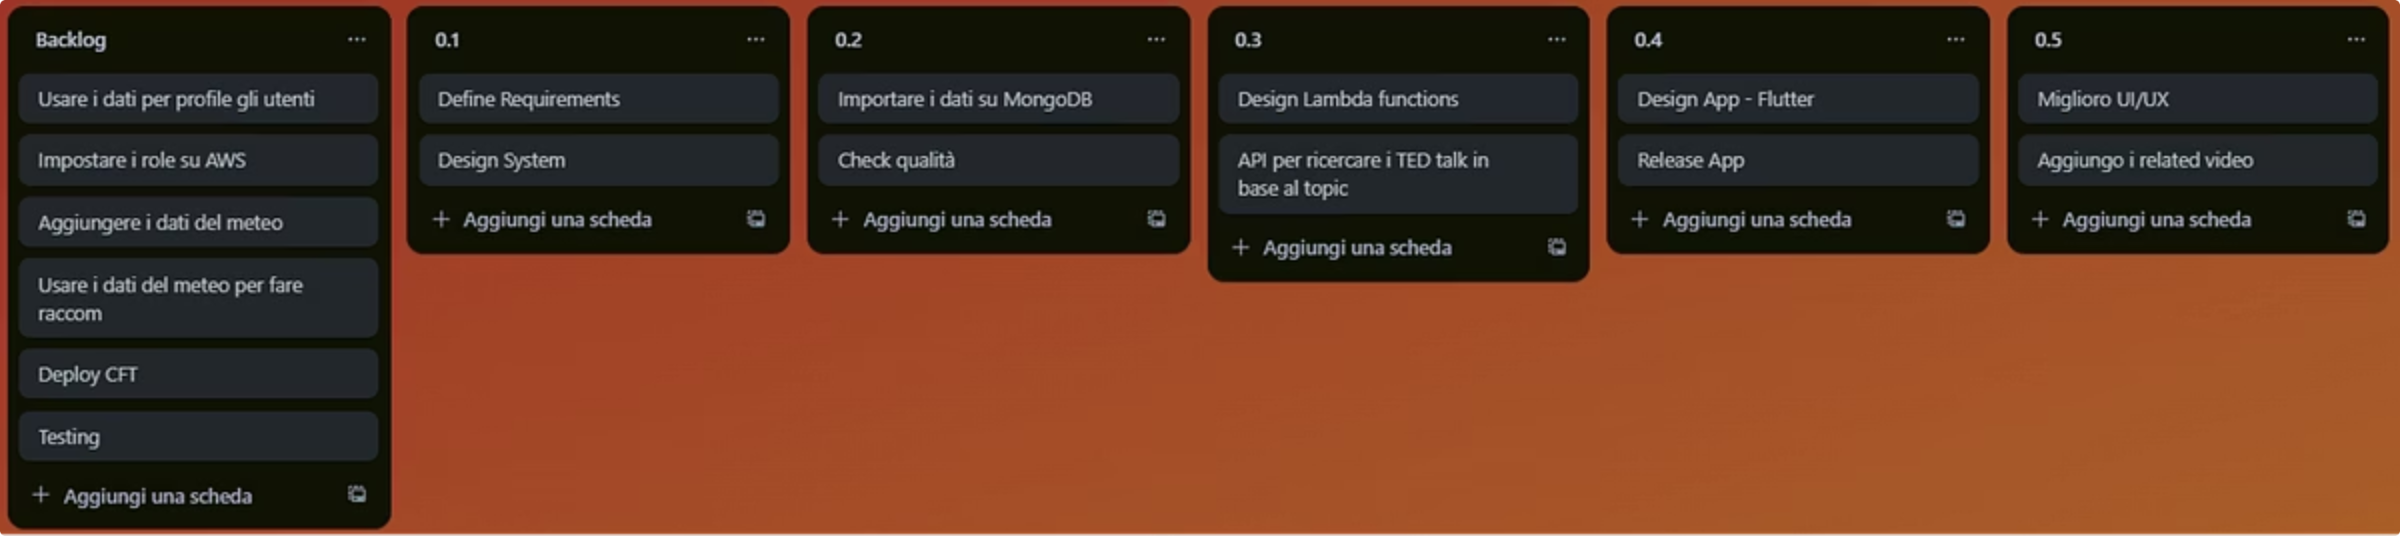 Backlog
Usare i dati per profile gli utenti
Impostare i role su AWS
Aggiungere i dati del meteo
Usare i dati del meteo per fare
raccom
Deploy CFT
Testing
Aggiungi una scheda
0.1
Define Requirements
Design System
Aggiungi una scheda
0.2
Importare i dati su MongoDB
Check qualità
Aggiungi una scheda
0.3
Design Lambda functions
API per ricercare i TED talk in
base al topic
Aggiungi una scheda
0.4
Design App - Flutter
Release App
Aggiungi una scheda
0.5
Miglioro UI/UX
Aggiungo i related video
Aggiungi una scheda